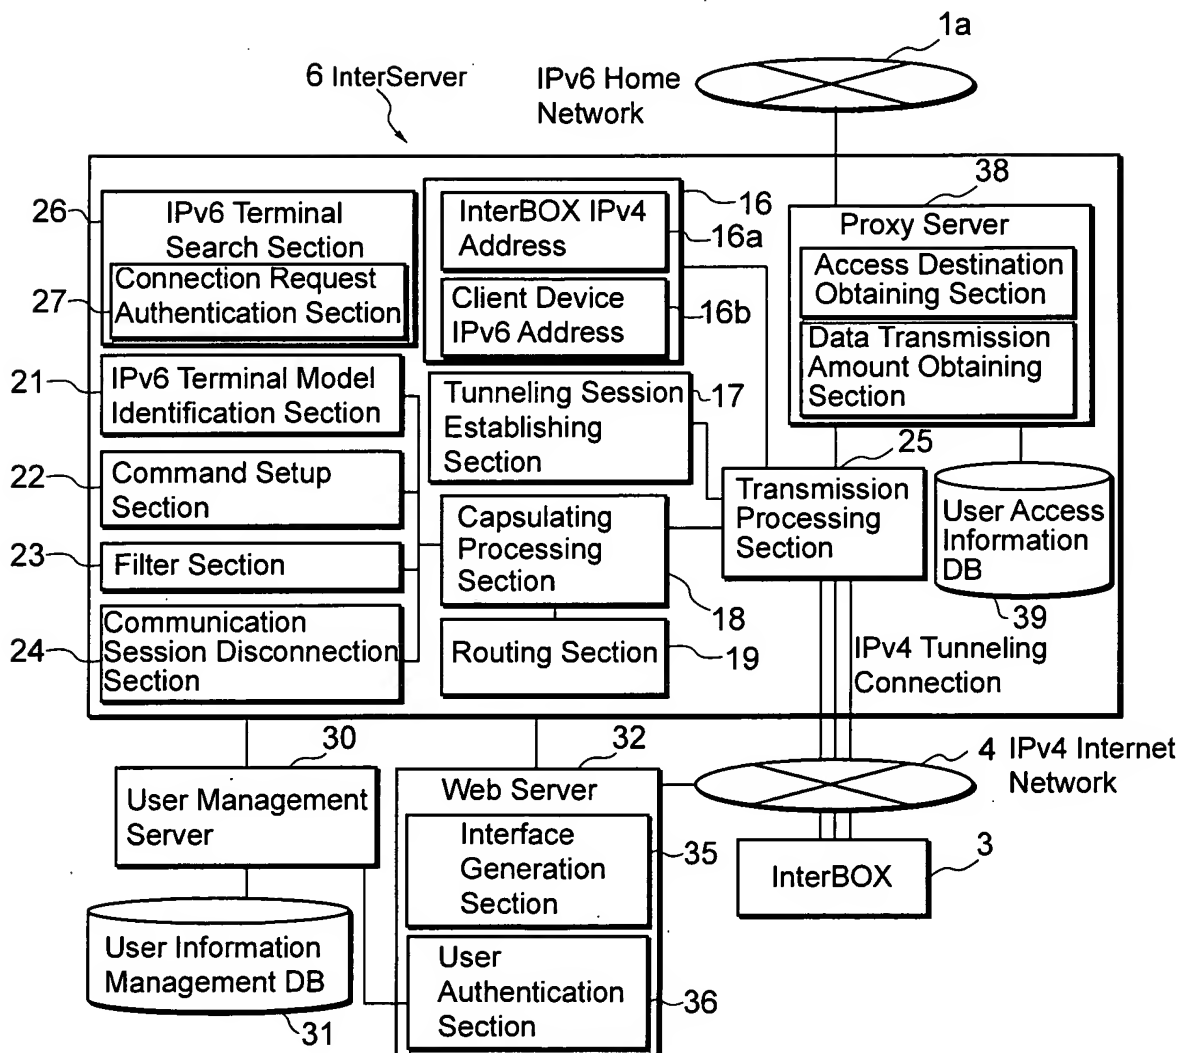 1a
6 InterServer
IPv6 Home
Network
26
IPv6 Terminal
Search Section
27
Connection Request
Authentication Section
16
InterBOX IPv4
Address
16a
Client Device
IPv6 Address
16b
38
Proxy Server
Access Destination
Obtaining Section
Data Transmission
Amount Obtaining
Section
21
IPv6 Terminal Model
Identification Section
17
Tunneling Session
Establishing
Section
22
Command Setup
Section
25
Transmission
Processing
Section
Capsulating
Processing
Section
18
User Access
Information
DB
39
23
Filter Section
24
Communication
Session Disconnection
Section
Routing Section
19
IPv4 Tunneling
Connection
30
User Management
Server
32
Web Server
4 IPv4 Internet
Network
Interface
Generation
Section
35
3
InterBOX
User Information
Management DB
31
User
Authentication
Section
36